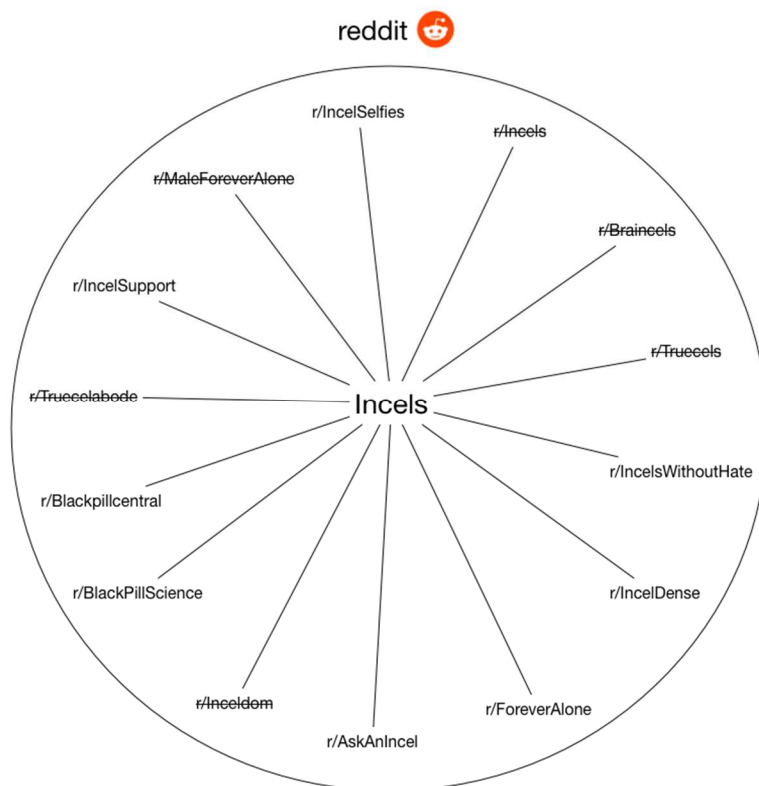 reddit
r/IncelSelfies
r/Incels
r/MaleForeverAlone
r/Braincels
r/IncelSupport
r/Truecels
r/Truecelabode
Incels
r/IncelsWithoutHate
r/Blackpillcentral
r/BlackPillScience
r/IncelDense
r/Inceldom
r/ForeverAlone
r/AskAnIncel